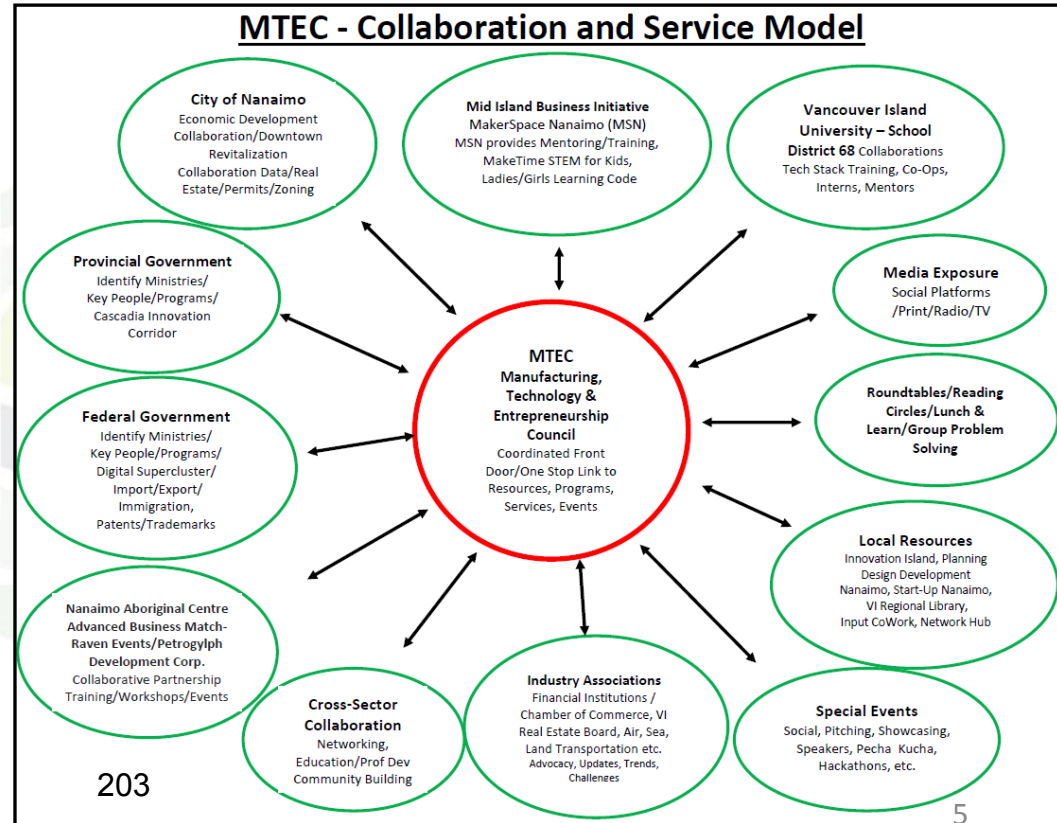 MTEC - Collaboration and Service Model
City of Nanaimo
Economic Development
Collaboration/Downtown
Revitalization
Collaboration Data/Real
Estate/Permits/Zoning
Mid Island Business Initiative
MakerSpace Nanaimo (MSN)
MSN provides Mentoring/Training,
MakeTime STEM for Kids,
Ladies/Girls Learning Code
Vancouver Island
University – School
District 68 Collaborations
Tech Stack Training, Co-Ops,
Interns, Mentors
Provincial Government
Identify Ministries/
Key People/Programs/
Cascadia Innovation
Corridor
Media Exposure
Social Platforms
/Print/Radio/TV
MTEC
Manufacturing,
Technology &
Entrepreneurship
Council
Coordinated Front
Door/One Stop Link to
Resources, Programs,
Services, Events
Roundtables/Reading
Circles/Lunch &
Learn/Group Problem
Solving
Federal Government
Identify Ministries/
Key People/Programs/
Digital Supercluster/
Import/Export/
Immigration,
Patents/Trademarks
Local Resources
Innovation Island, Planning
Design Development
Nanaimo, Start-Up Nanaimo,
VI Regional Library,
Input CoWork, Network Hub
Nanaimo Aboriginal Centre
Advanced Business Match-
Raven Events/Petrogylph
Development Corp.
Collaborative Partnership
Training/Workshops/Events
Cross-Sector
Collaboration
Networking,
Education/Prof Dev
Community Building
Industry Associations
Financial Institutions /
Chamber of Commerce, VI
Real Estate Board, Air, Sea,
Land Transportation etc.
Advocacy, Updates, Trends,
Challenges
Special Events
Social, Pitching, Showcasing,
Speakers, Pecha Kucha,
Hackathons, etc.
203
5